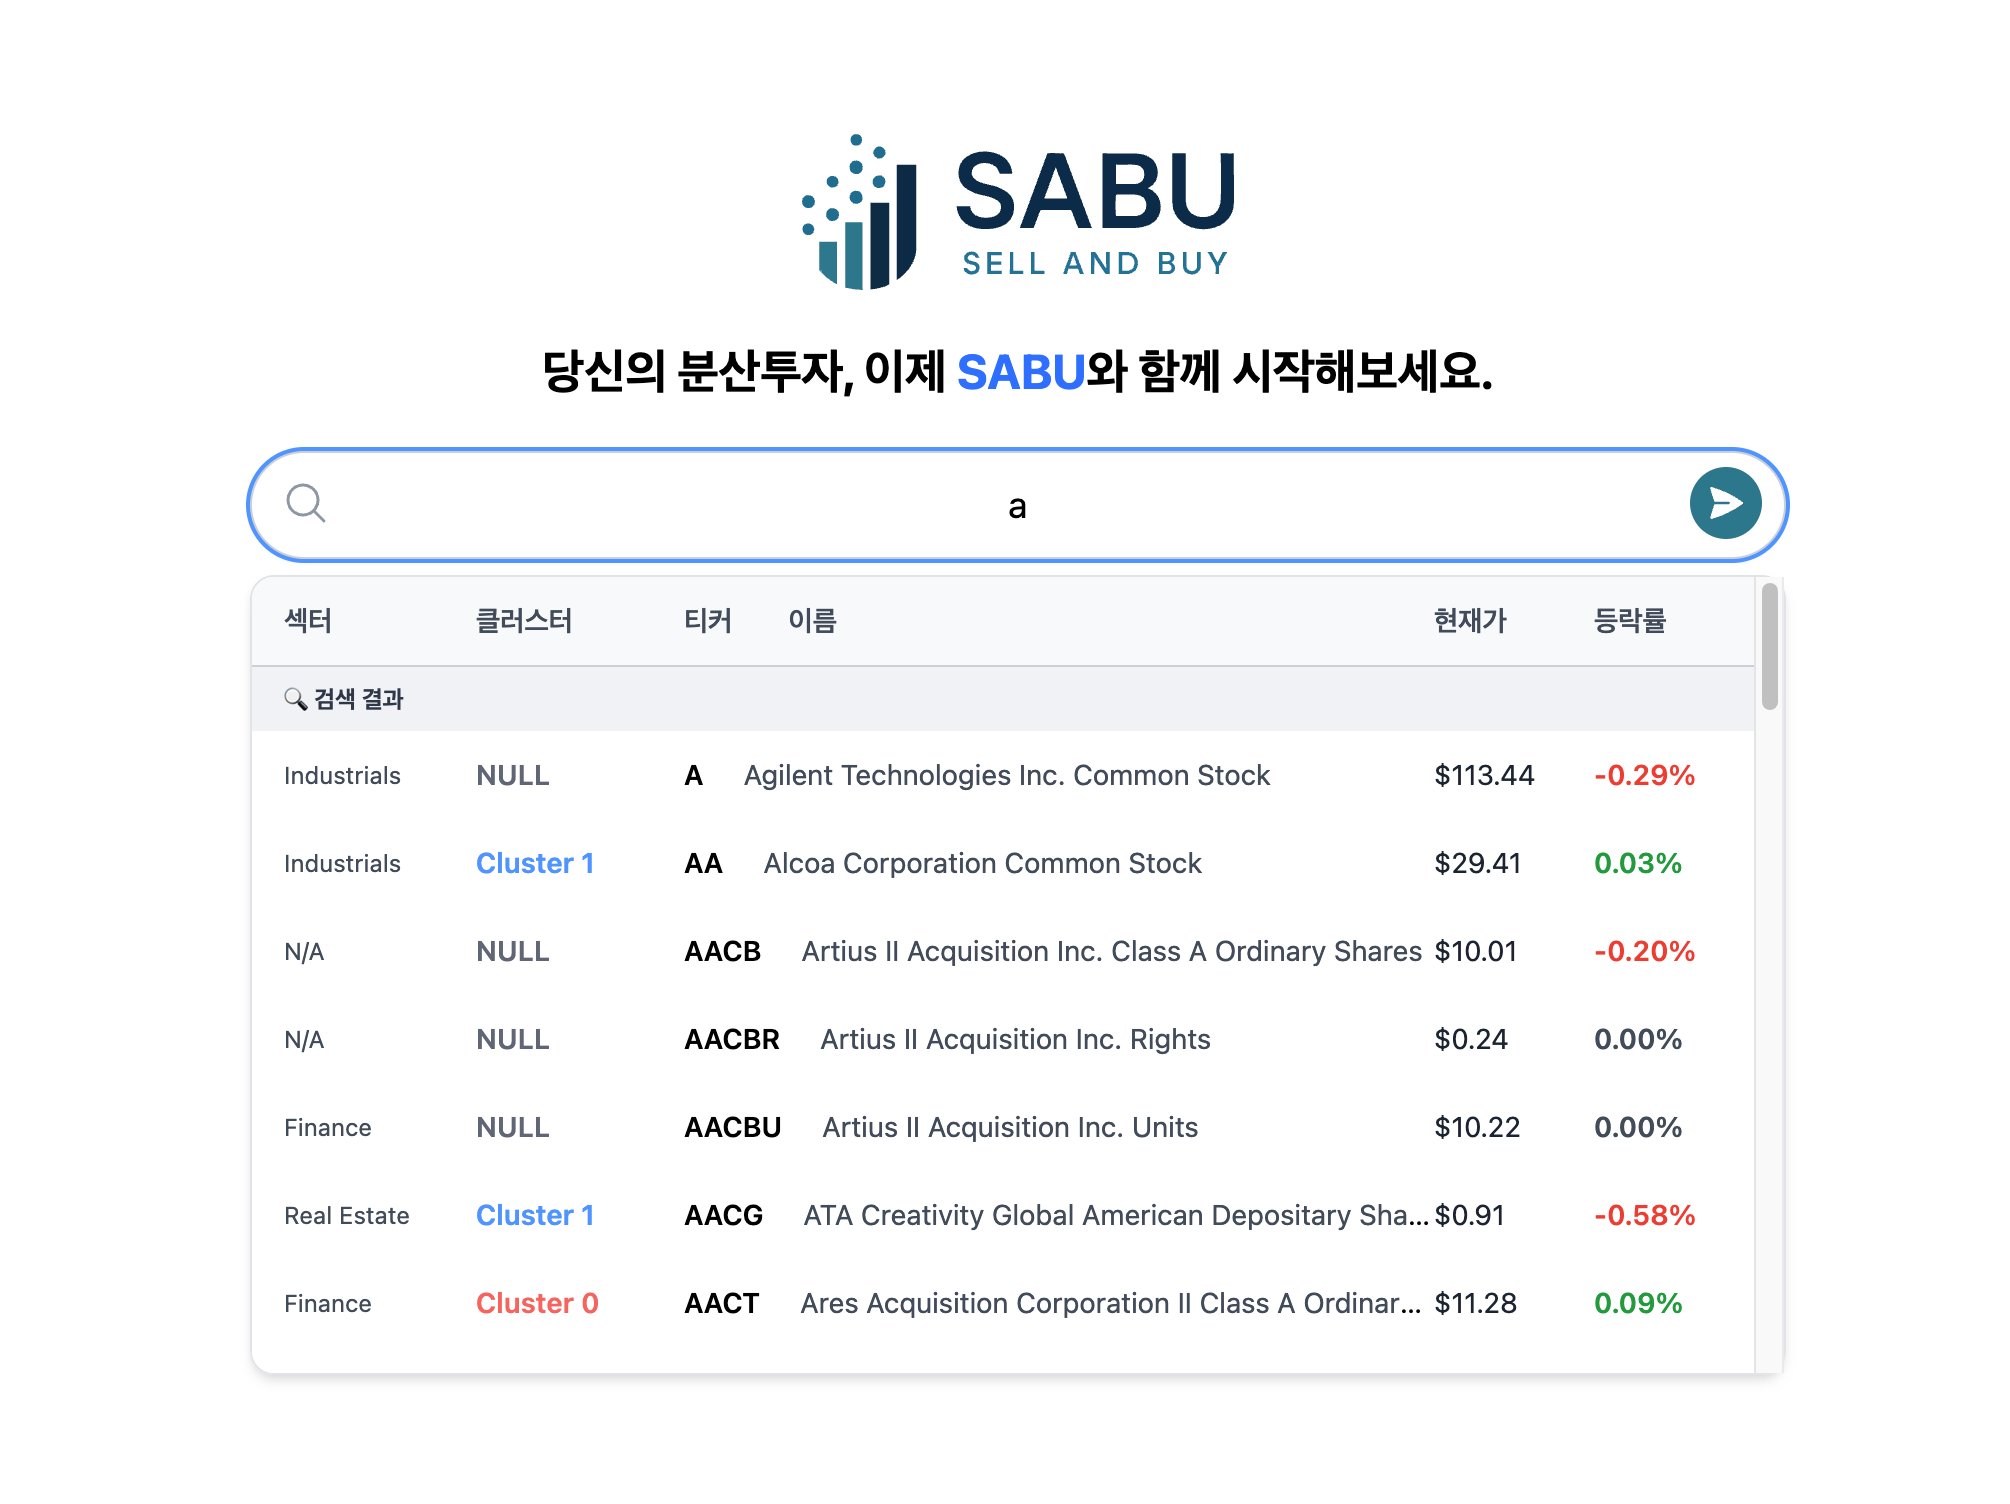 SABU
SELL AND BUY
당신의 분산투자, 이제 SABU와 함께 시작해보세요.
a
섹터 클러스터 티커 이름 현재가 등락률
🔍 검색 결과
Industrials NULL A Agilent Technologies Inc. Common Stock $113.44 -0.29%
Industrials Cluster 1 AA Alcoa Corporation Common Stock $29.41 0.03%
N/A NULL AACB Artius II Acquisition Inc. Class A Ordinary Shares $10.01 -0.20%
N/A NULL AACBR Artius II Acquisition Inc. Rights $0.24 0.00%
Finance NULL AACBU Artius II Acquisition Inc. Units $10.22 0.00%
Real Estate Cluster 1 AACG ATA Creativity Global American Depositary Sha... $0.91 -0.58%
Finance Cluster 0 AACT Ares Acquisition Corporation II Class A Ordinar... $11.28 0.09%